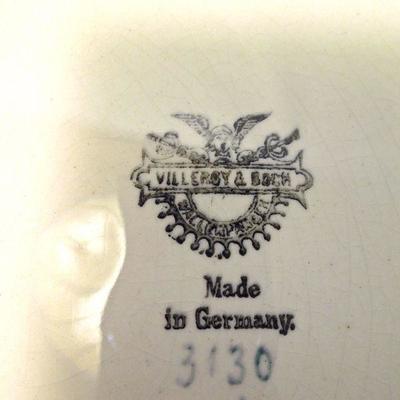 VILLEROY & BOCH
Made
in Germany.
3130